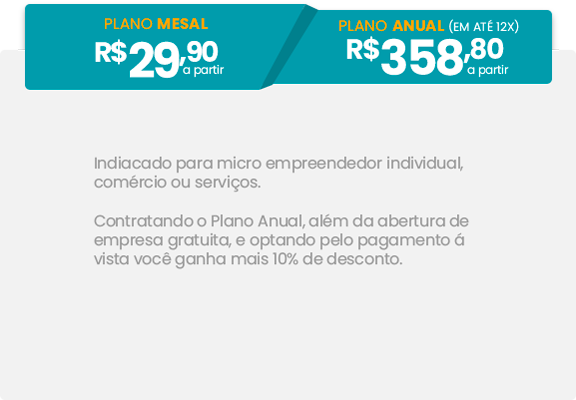 PLANO MESAL
R$29,90
a partir
PLANO ANUAL (EM ATÉ 12X)
R$358,80
a partir
Indiacado para micro empreendedor individual,
comércio ou serviços.
Contratando o Plano Anual, além da abertura de
empresa gratuita, e optando pelo pagamento á
vista você ganha mais 10% de desconto.